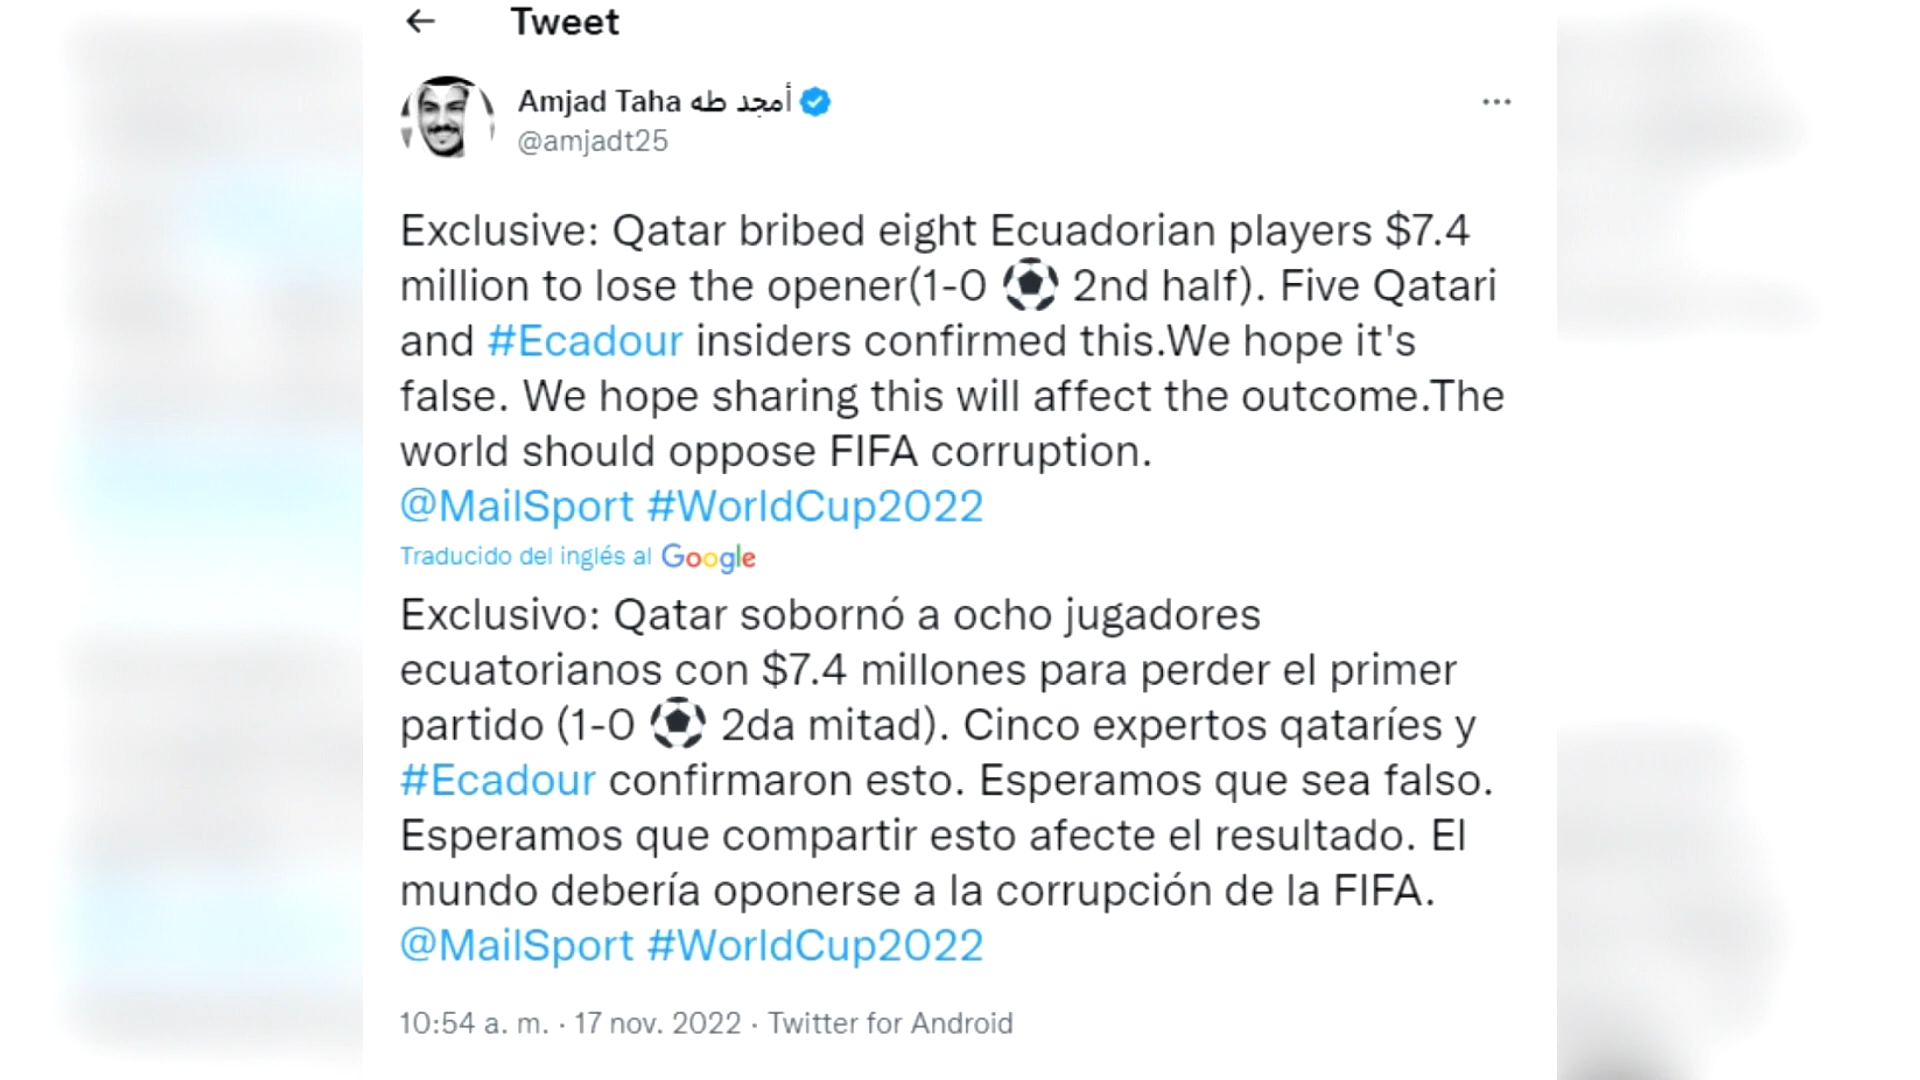 ← Tweet
Amjad Taha أمجد طه
@amjadt25
Exclusive: Qatar bribed eight Ecuadorian players $7.4
million to lose the opener(1-0 ⚽ 2nd half). Five Qatari
and #Ecadour insiders confirmed this.We hope it's
false. We hope sharing this will affect the outcome.The
world should oppose FIFA corruption.
@MailSport #WorldCup2022
Traducido del inglés al Google
Exclusivo: Qatar sobornó a ocho jugadores
ecuatorianos con $7.4 millones para perder el primer
partido (1-0 ⚽ 2da mitad). Cinco expertos qataríes y
#Ecadour confirmaron esto. Esperamos que sea falso.
Esperamos que compartir esto afecte el resultado. El
mundo debería oponerse a la corrupción de la FIFA.
@MailSport #WorldCup2022
10:54 a. m. · 17 nov. 2022 · Twitter for Android